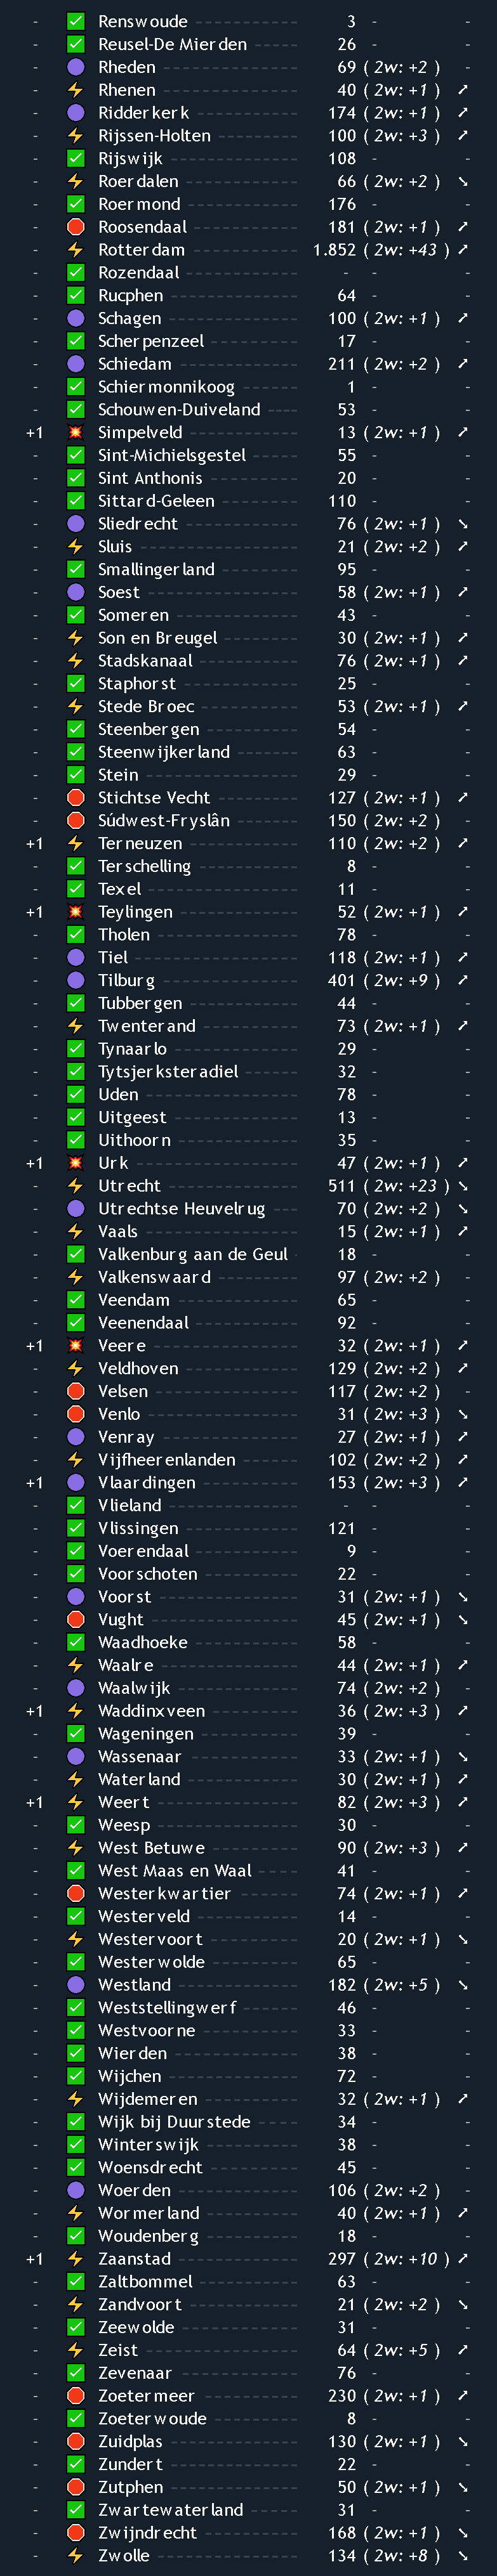 - ✅ Renswoude ---------------- 3 - -
- ✅ Reusel-De Mierden ------ 26 - -
- 🟣 Rheden ---------------- 69 ( 2w: +2 ) -
- ⚡ Rhenen ---------------- 40 ( 2w: +1 ) ➚
- 🟣 Ridderkerk ------------ 174 ( 2w: +1 ) ➚
- ⚡ Rijssen-Holten -------- 100 ( 2w: +3 ) ➚
- ✅ Rijswijk -------------- 108 - -
- ⚡ Roerdalen ------------- 66 ( 2w: +2 ) ➘
- ✅ Roermond -------------- 176 - -
- 🛑 Roosendaal ------------ 181 ( 2w: +1 ) ➚
- ⚡ Rotterdam ------------- 1.852 ( 2w: +43 ) ➚
- ✅ Rozendaal ------------- - - -
- ✅ Rucphen --------------- 64 - -
- 🟣 Schagen --------------- 100 ( 2w: +1 ) ➚
- ✅ Scherpenzeel ---------- 17 - -
- 🟣 Schiedam -------------- 211 ( 2w: +2 ) ➚
- ✅ Schiermonnikoog ------- 1 - -
- ✅ Schouwen-Duiveland ---- 53 - -
+1 💥 Simpelveld ------------ 13 ( 2w: +1 ) ➚
- ✅ Sint-Michielsgestel --- 55 - -
- ✅ Sint Anthonis --------- 20 - -
- ✅ Sittard-Geleen -------- 110 - -
- 🟣 Sliedrecht ------------ 76 ( 2w: +1 ) ➘
- ⚡ Sluis ----------------- 21 ( 2w: +2 ) ➚
- ✅ Smallingerland -------- 95 - -
- 🟣 Soest ----------------- 58 ( 2w: +1 ) ➚
- ✅ Someren --------------- 43 - -
- ⚡ Son en Breugel -------- 30 ( 2w: +1 ) ➚
- ⚡ Stadskanaal ----------- 76 ( 2w: +1 ) ➚
- ✅ Staphorst ------------- 25 - -
- ⚡ Stede Broec ----------- 53 ( 2w: +1 ) ➚
- ✅ Steenbergen ----------- 54 - -
- ✅ Steenwijkerland ------- 63 - -
- ✅ Stein ----------------- 29 - -
- 🛑 Stichtse Vecht -------- 127 ( 2w: +1 ) ➚
- 🛑 Súdwest-Fryslân ------- 150 ( 2w: +2 ) -
+1 ⚡ Terneuzen ------------- 110 ( 2w: +2 ) ➚
- ✅ Terschelling ---------- 8 - -
- ✅ Texel ----------------- 11 - -
+1 💥 Teylingen ------------- 52 ( 2w: +1 ) ➚
- ✅ Tholen ---------------- 78 - -
- 🟣 Tiel ------------------ 118 ( 2w: +1 ) ➚
- 🟣 Tilburg --------------- 401 ( 2w: +9 ) ➚
- ✅ Tubbergen ------------- 44 - -
- ⚡ Twenterand ------------ 73 ( 2w: +1 ) ➚
- ✅ Tynaarlo -------------- 29 - -
- ✅ Tytsjerksteradiel ----- 32 - -
- ✅ Uden ------------------ 78 - -
- ✅ Uitgeest -------------- 13 - -
- ✅ Uithoorn -------------- 35 - -
+1 💥 Urk ------------------- 47 ( 2w: +1 ) ➚
- ⚡ Utrecht --------------- 511 ( 2w: +23 ) ➘
- 🟣 Utrechtse Heuvelrug --- 70 ( 2w: +2 ) ➘
- ⚡ Vaals ----------------- 15 ( 2w: +1 ) ➚
- ✅ Valkenburg aan de Geul - 18 - -
- ⚡ Valkenswaard ---------- 97 ( 2w: +2 ) -
- ✅ Veendam --------------- 65 - -
- ✅ Veenendaal ------------ 92 - -
+1 💥 Veere ----------------- 32 ( 2w: +1 ) ➚
- ⚡ Veldhoven ------------- 129 ( 2w: +2 ) ➚
- 🛑 Velsen ---------------- 117 ( 2w: +2 ) -
- 🛑 Venlo ----------------- 31 ( 2w: +3 ) ➘
- 🟣 Venray ---------------- 27 ( 2w: +1 ) ➚
- ⚡ Vijfheerenlanden ------ 102 ( 2w: +2 ) ➚
+1 🟣 Vlaardingen ----------- 153 ( 2w: +3 ) ➚
- ✅ Vlieland -------------- - - -
- ✅ Vlissingen ------------ 121 - -
- ✅ Voerendaal ------------ 9 - -
- ✅ Voorschoten ----------- 22 - -
- 🟣 Voorst ---------------- 31 ( 2w: +1 ) ➘
- 🛑 Vught ----------------- 45 ( 2w: +1 ) ➘
- ✅ Waadhoeke ------------- 58 - -
- ⚡ Waalre ---------------- 44 ( 2w: +1 ) ➚
- 🟣 Waalwijk -------------- 74 ( 2w: +2 ) -
+1 ⚡ Waddinxveen ----------- 36 ( 2w: +3 ) ➚
- ✅ Wageningen ------------ 39 - -
- 🟣 Wassenaar ------------- 33 ( 2w: +1 ) ➘
- ⚡ Waterland ------------- 30 ( 2w: +1 ) ➚
+1 ⚡ Weert ----------------- 82 ( 2w: +3 ) ➚
- ✅ Weesp ----------------- 30 - -
- ⚡ West Betuwe ----------- 90 ( 2w: +3 ) ➚
- ✅ West Maas en Waal ----- 41 - -
- 🛑 Westerkwartier -------- 74 ( 2w: +1 ) ➚
- ✅ Westerveld ------------ 14 - -
- ⚡ Westervoort ----------- 20 ( 2w: +1 ) ➘
- ✅ Westerwolde ----------- 65 - -
- 🟣 Westland -------------- 182 ( 2w: +5 ) ➘
- ✅ Weststellingwerf ------ 46 - -
- ✅ Westvoorne ------------ 33 - -
- ✅ Wierden --------------- 38 - -
- ✅ Wijchen --------------- 72 - -
- ⚡ Wijdemeren ------------ 32 ( 2w: +1 ) ➚
- ✅ Wijk bij Duurstede ---- 34 - -
- ✅ Winterswijk ----------- 38 - -
- ✅ Woensdrecht ----------- 45 - -
- 🟣 Woerden --------------- 106 ( 2w: +2 ) -
- ⚡ Wormerland ------------ 40 ( 2w: +1 ) ➚
- ✅ Woudenberg ------------ 18 - -
+1 ⚡ Zaanstad -------------- 297 ( 2w: +10 ) ➚
- ✅ Zaltbommel ------------ 63 - -
- ⚡ Zandvoort ------------- 21 ( 2w: +2 ) ➘
- ✅ Zeewolde -------------- 31 - -
- ⚡ Zeist ----------------- 64 ( 2w: +5 ) ➚
- ✅ Zevenaar -------------- 76 - -
- 🛑 Zoetermeer ------------ 230 ( 2w: +1 ) ➚
- ✅ Zoeterwoude ----------- 8 - -
- 🛑 Zuidplas -------------- 130 ( 2w: +1 ) ➘
- ✅ Zundert --------------- 22 - -
- 🛑 Zutphen --------------- 50 ( 2w: +1 ) ➘
- ✅ Zwartewaterland ------- 31 - -
- 🛑 Zwijndrecht ----------- 168 ( 2w: +1 ) ➘
- ⚡ Zwolle ---------------- 134 ( 2w: +8 ) ➘